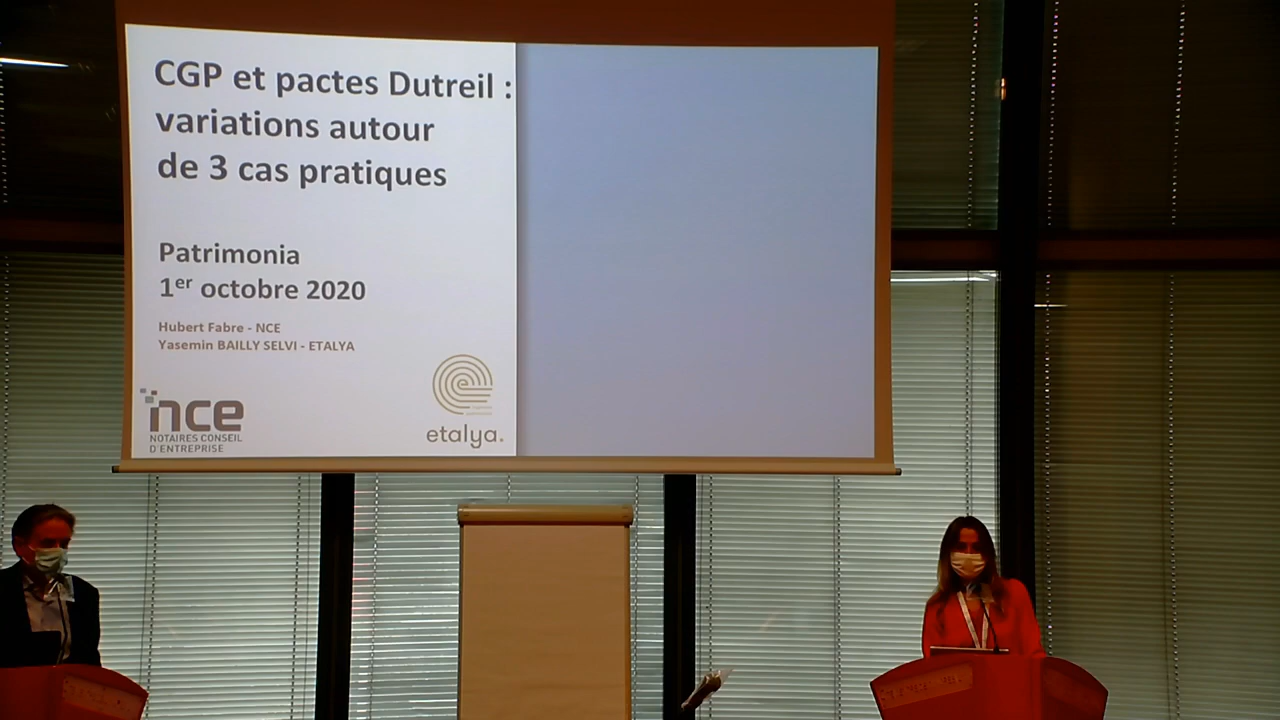 CGP et pactes Dutreil :
variations autour
de 3 cas pratiques
Patrimonia
1er octobre 2020
Hubert Fabre - NCE
Yasemin BAILLY SELVI - ETALYA
nce
NOTAIRES CONSEIL
D'ENTREPRISE
etalya.